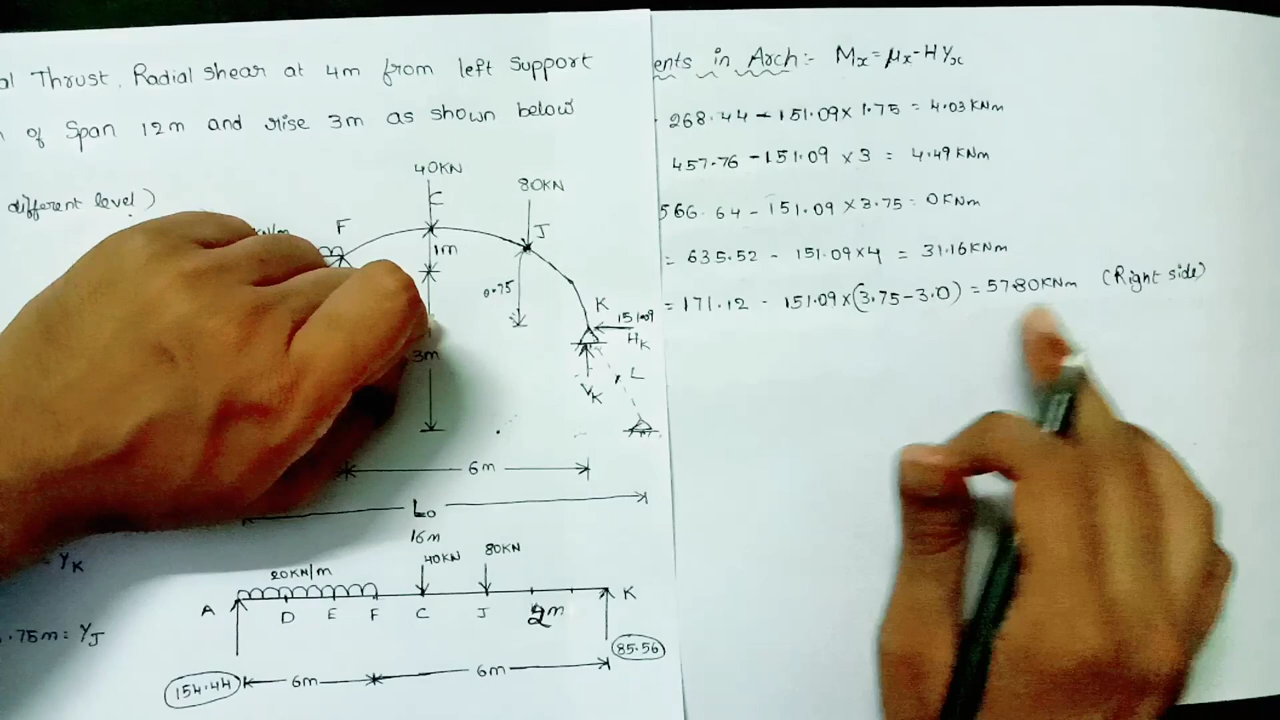 al Thrust, Radial shear at 4m from left support
of Span 12m and rise 3m as shown below
different level)
40KN
C
80KN
F
J
N/m
1m
0.75
K
151.09
HK
3m
L
VK
6m
L0
16m
40KN 80KN
= YK
20KN/m
A D E F C J 2m K
.75m = YJ
85.56
154.44 6m 6m
ents in Arch :- Mx = μx - HYx
268.44 - 151.09 x 1.75 = 4.03 KNm
457.76 - 151.09 x 3 = 4.49 KNm
566.64 - 151.09 x 3.75 = 0 KNm
= 635.52 - 151.09 x 4 = 31.16 KNm
= 171.12 - 151.09 x (3.75 - 3.0) = 57.80 KNm (Right side)